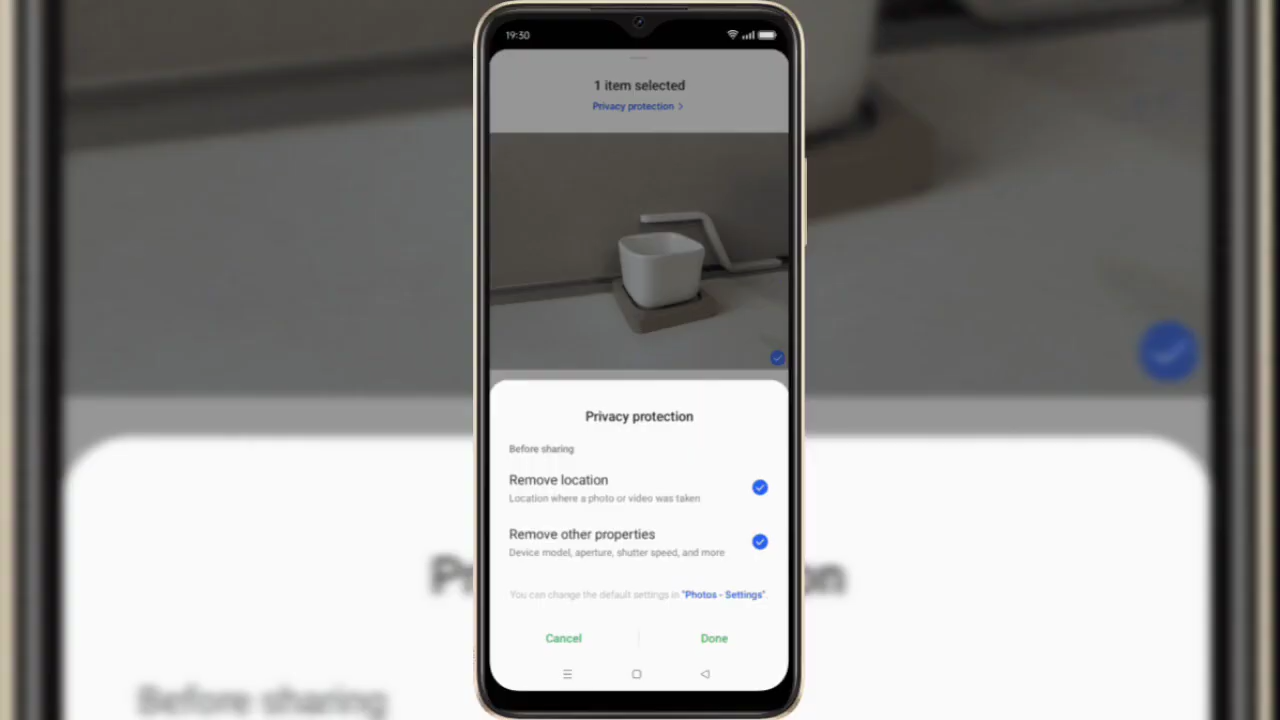 19:30
1 item selected
Privacy protection >
Privacy protection
Before sharing
Remove location
Location where a photo or video was taken
Remove other properties
Device model, aperture, shutter speed, and more
You can change the default settings in "Photos - Settings"
Cancel
Done
Pr
on
Before sharing